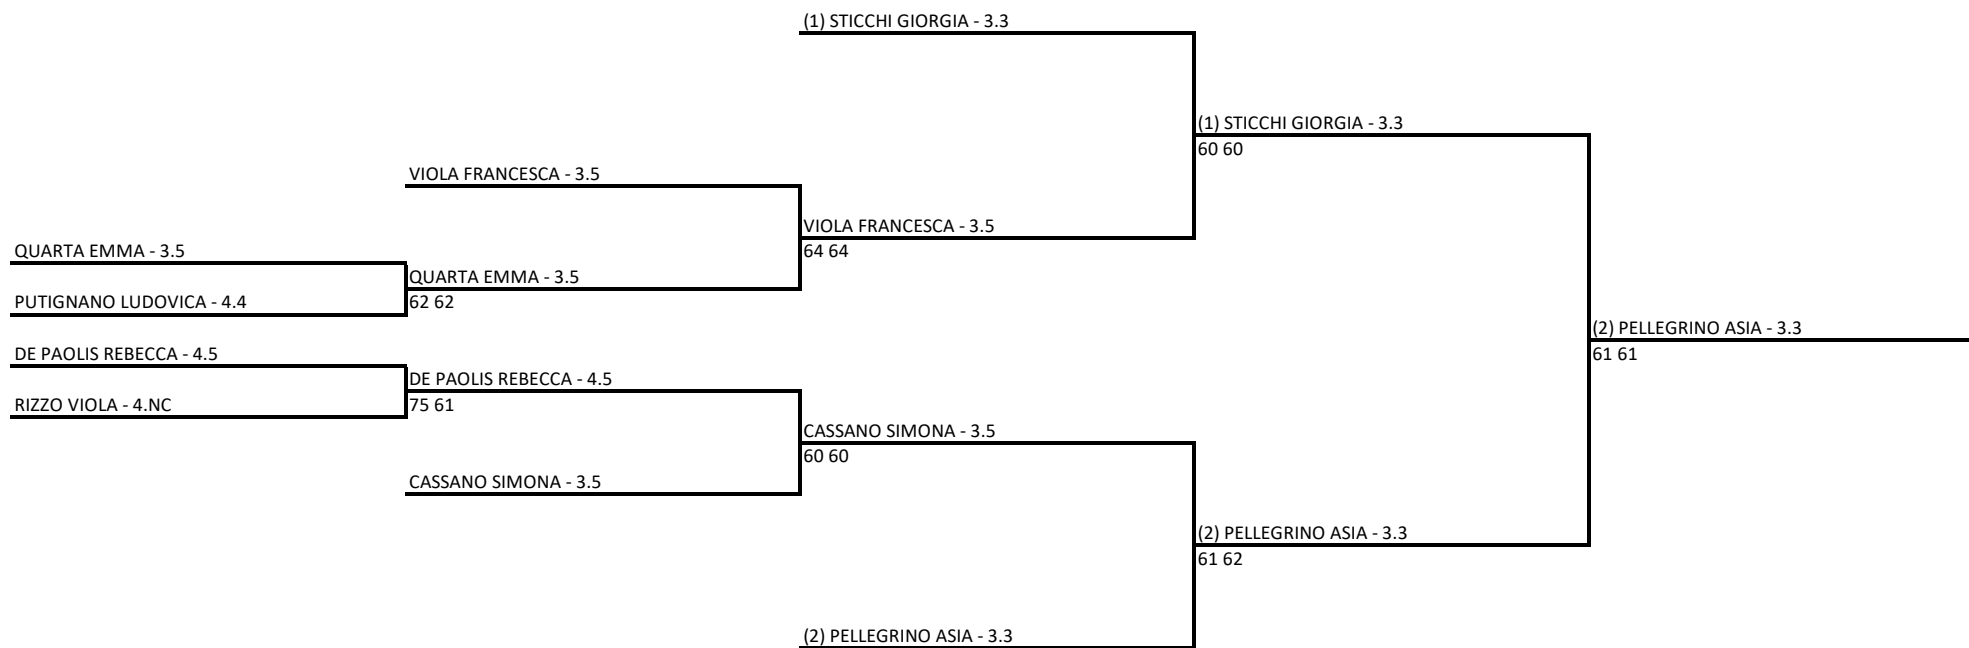 (1) STICCHI GIORGIA - 3.3
(1) STICCHI GIORGIA - 3.3
60 60
VIOLA FRANCESCA - 3.5
VIOLA FRANCESCA - 3.5
64 64
QUARTA EMMA - 3.5
QUARTA EMMA - 3.5
62 62
PUTIGNANO LUDOVICA - 4.4
(2) PELLEGRINO ASIA - 3.3
61 61
DE PAOLIS REBECCA - 4.5
DE PAOLIS REBECCA - 4.5
75 61
RIZZO VIOLA - 4.NC
CASSANO SIMONA - 3.5
60 60
CASSANO SIMONA - 3.5
(2) PELLEGRINO ASIA - 3.3
61 62
(2) PELLEGRINO ASIA - 3.3